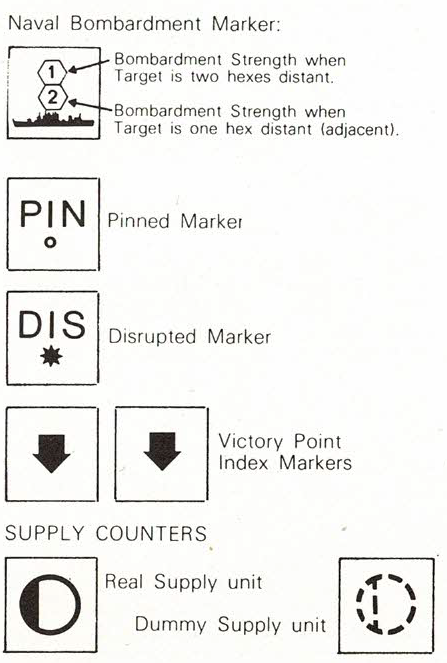 Naval Bombardment Marker:
1
Bombardment Strength when
Target is two hexes distant.
2
Bombardment Strength when
Target is one hex distant (adjacent).
PIN
Pinned Marker
DIS
Disrupted Marker
Victory Point
Index Markers
SUPPLY COUNTERS
Real Supply unit
Dummy Supply unit